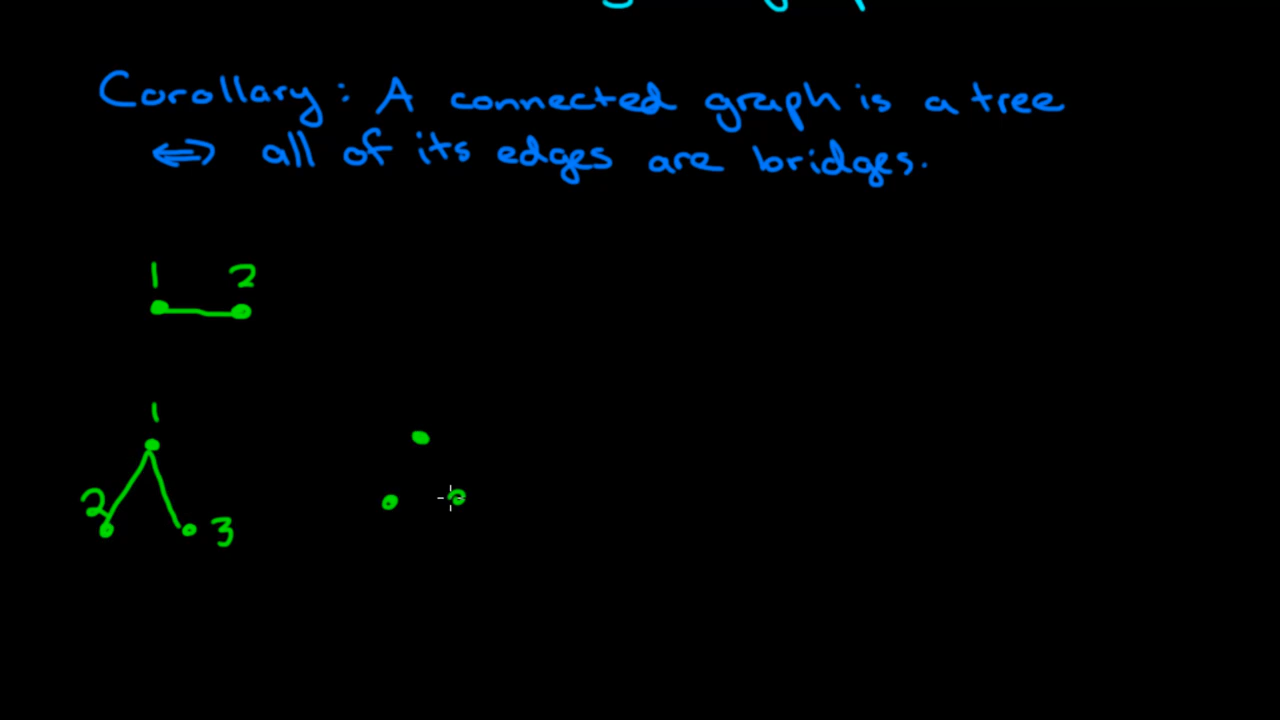 Corollary: A connected graph is a tree
⇔ all of its edges are bridges.
1 2
1
2 3